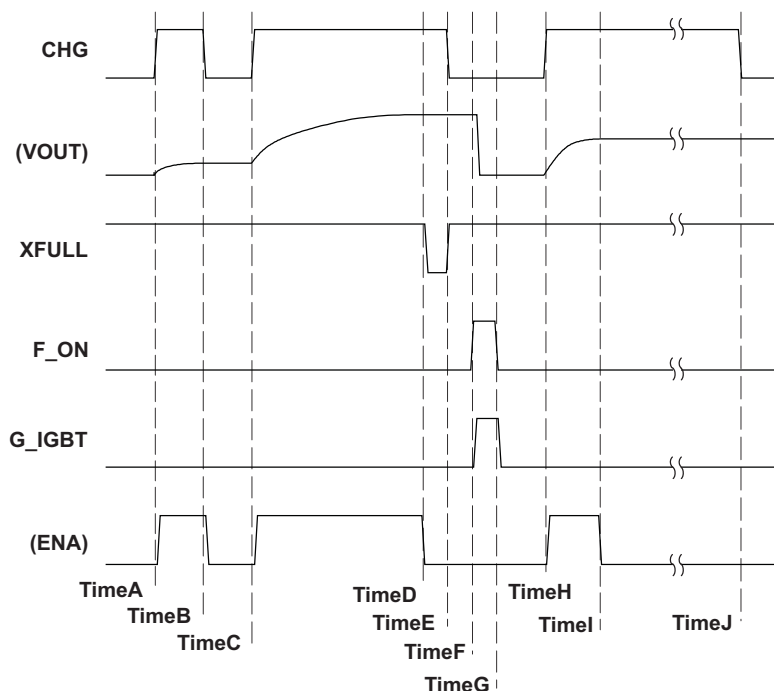 CHG
(VOUT)
XFULL
F_ON
G_IGBT
(ENA)
TimeA
TimeB
TimeC
TimeD
TimeE
TimeF
TimeG
TimeH
TimeI
TimeJ